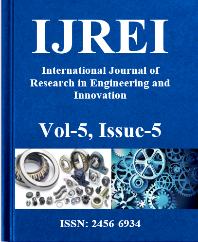 IJREI
International Journal of
Research in Engineering and
Innovation
Vol-5, Issue-5
ISSN: 2456 6934